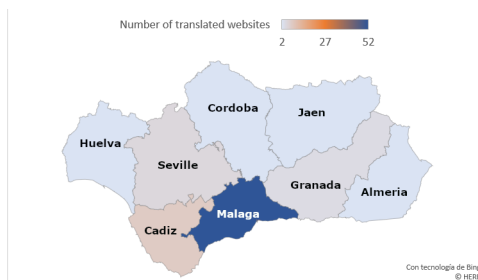 Number of translated websites
2 27 52
Cordoba
Jaen
Huelva
Seville
Granada
Almeria
Malaga
Cadiz
Con tecnología de Bing
© HERE